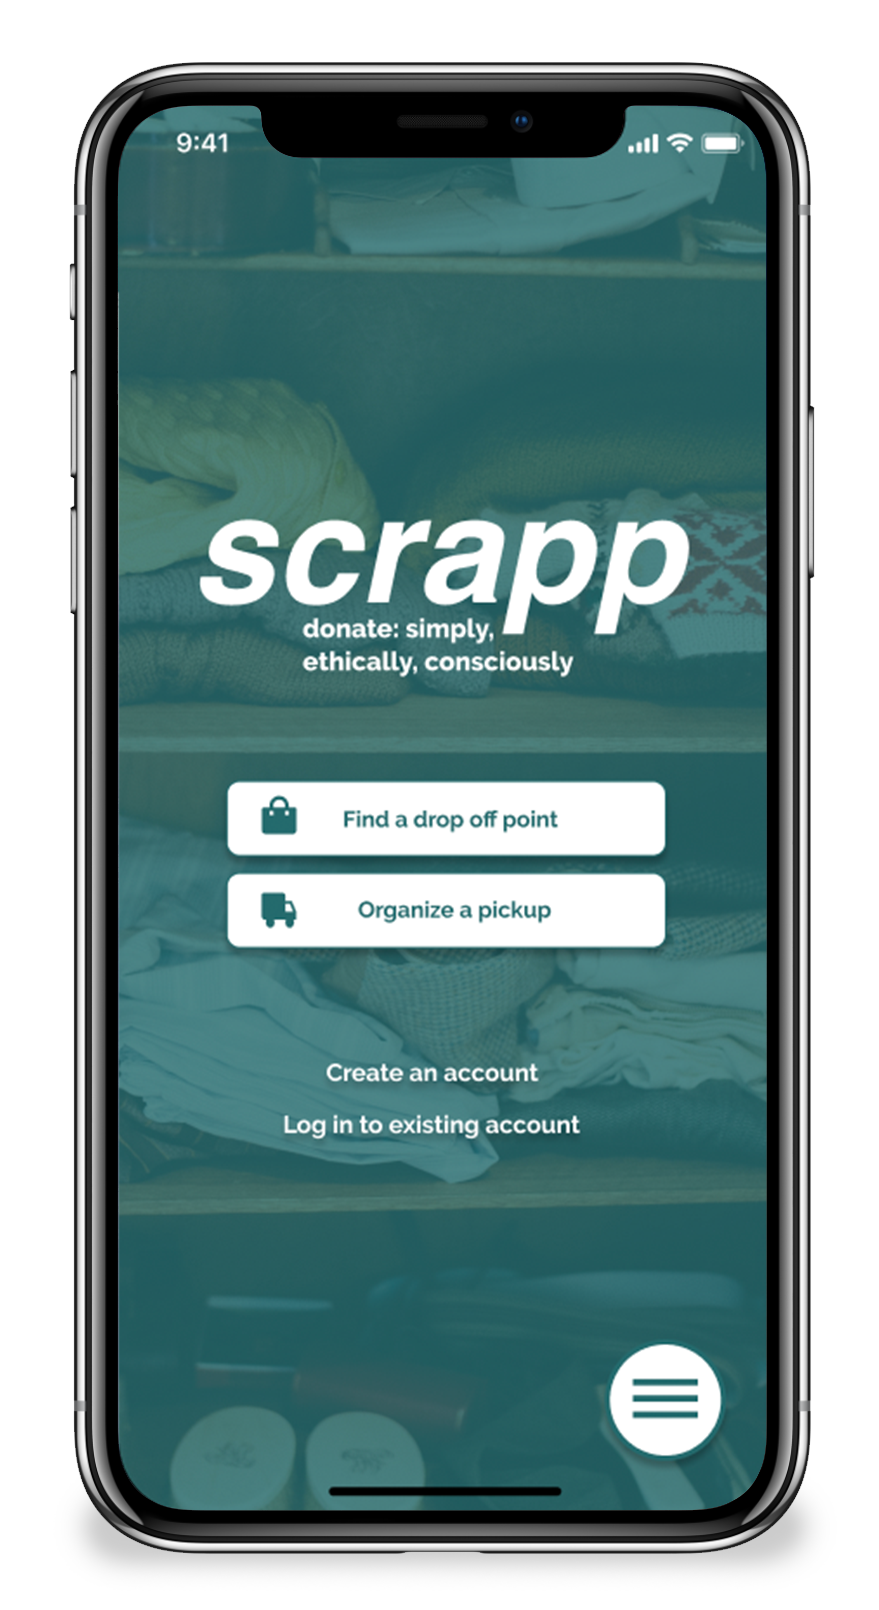 9:41
scrapp
donate: simply,
ethically, consciously
Find a drop off point
Organize a pickup
Create an account
Log in to existing account